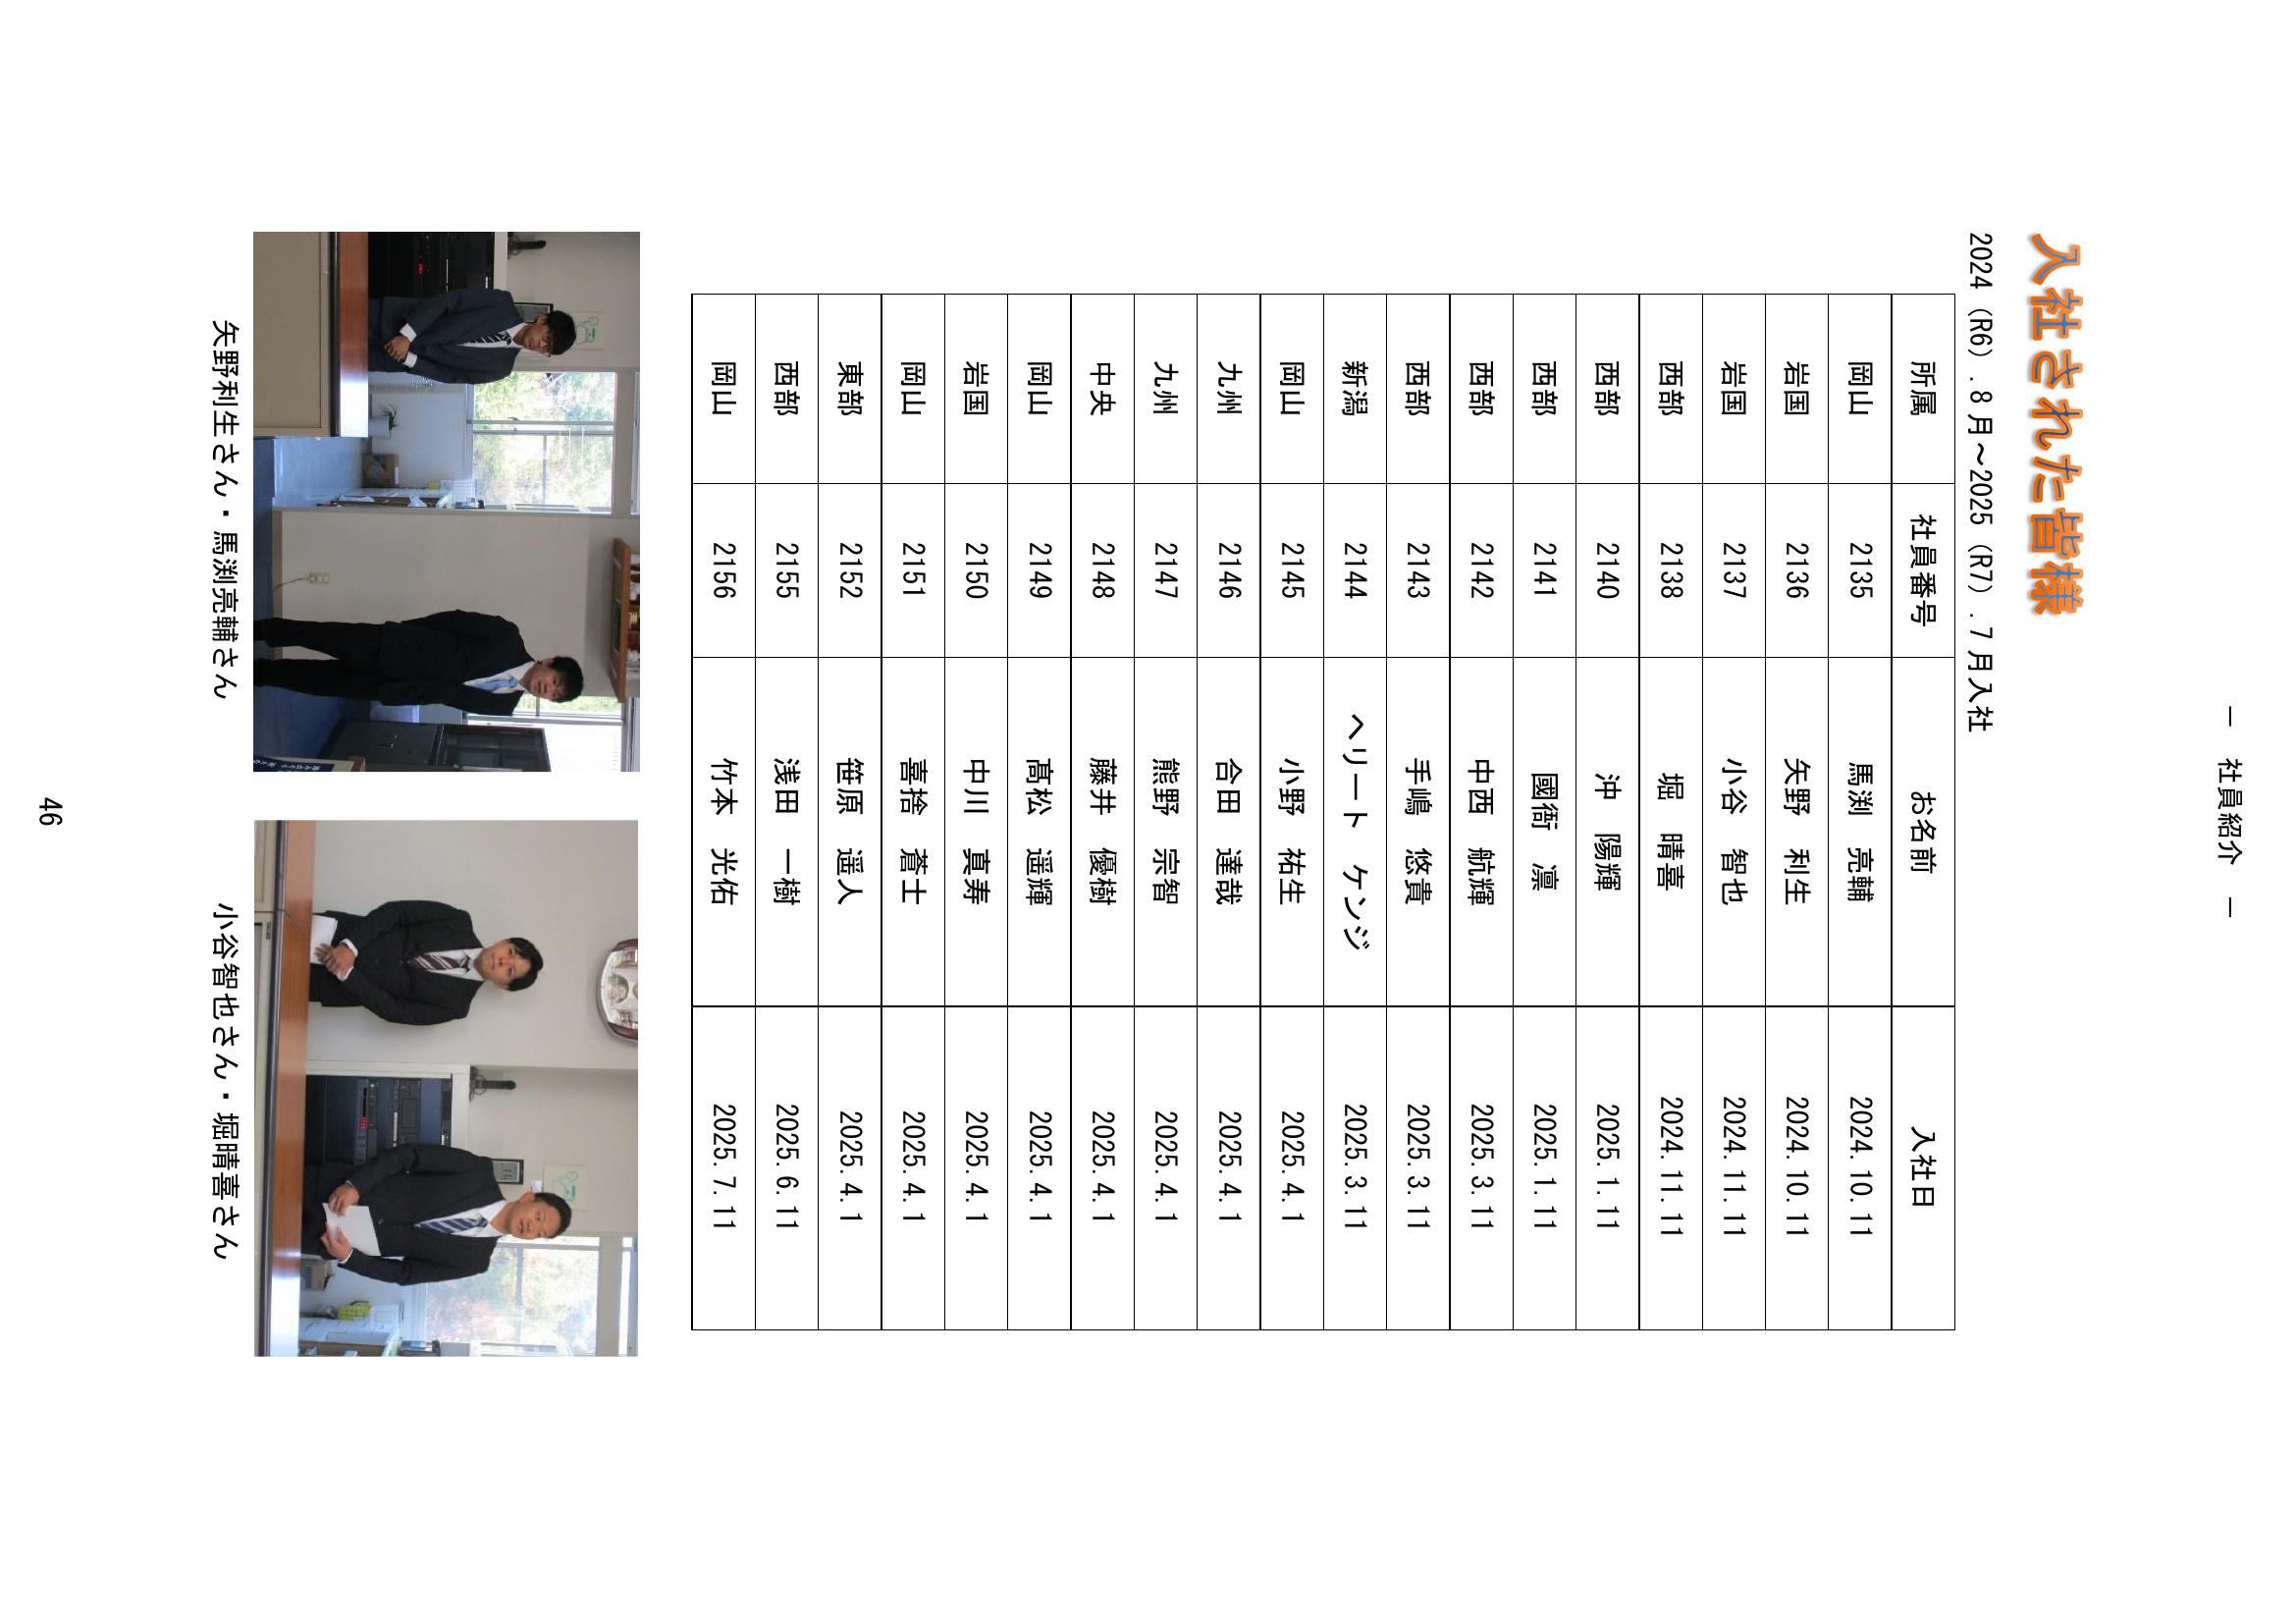 ― 社員紹介 ―
入社された皆様
2024（R6）.8月～2025（R7）.7月入社
所属 社員番号 お名前 入社日
岡山 2135 馬渕 亮輔 2024.10.11
岩国 2136 矢野 利生 2024.10.11
岩国 2137 小谷 智也 2024.11.11
西部 2138 堀 晴喜 2024.11.11
西部 2140 沖 陽輝 2025.1.11
西部 2141 國衙 凛 2025.1.11
西部 2142 中西 航輝 2025.3.11
西部 2143 手嶋 悠貴 2025.3.11
新潟 2144 ヘリート ケンジ 2025.3.11
岡山 2145 小野 祐生 2025.4.1
九州 2146 合田 達哉 2025.4.1
九州 2147 熊野 宗智 2025.4.1
中央 2148 藤井 優樹 2025.4.1
岡山 2149 髙松 遥輝 2025.4.1
岩国 2150 中川 真寿 2025.4.1
岡山 2151 喜捨 蒼士 2025.4.1
東部 2152 笹原 遥人 2025.4.1
西部 2155 浅田 一樹 2025.6.11
岡山 2156 竹本 光佑 2025.7.11
矢野利生さん・馬渕亮輔さん
小谷智也さん・堀晴喜さん
46